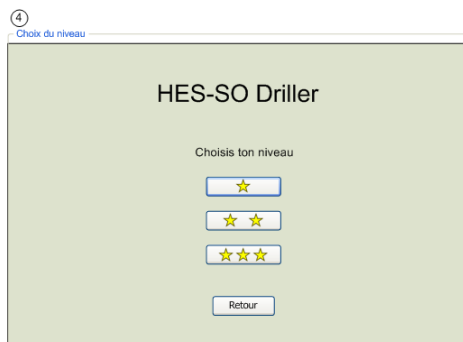 4
Choix du niveau
HES-SO Driller
Choisis ton niveau
Retour